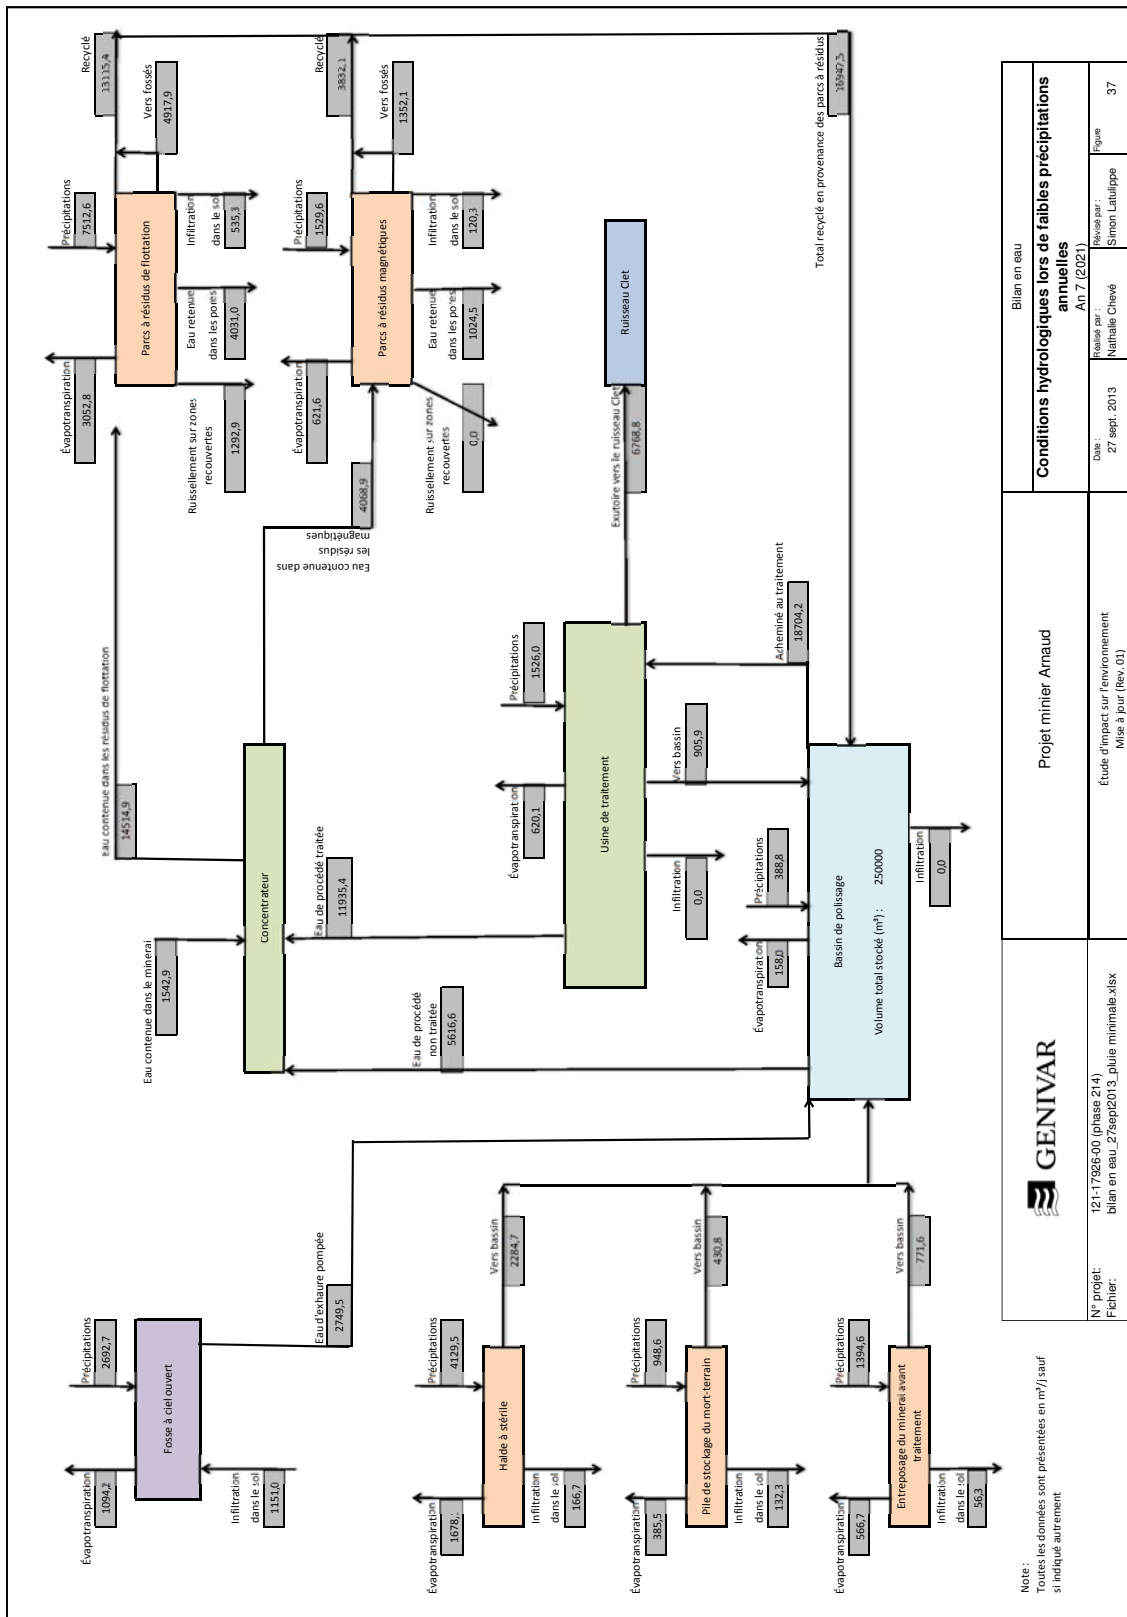 Évapotranspiration
1094,2
Précipitations
2692,7
Fosse à ciel ouvert
Infiltration
dans le sol
1151,0
Eau d'exhaure pompée
2749,5
Évapotranspiration
Précipitations
4129,5
Halde à stérile
Infiltration
dans le sol
166,7
Vers bassin
2284,7
Évapotranspiration
385,5
Précipitations
948,6
Pile de stockage du mort-terrain
Infiltration
dans le sol
132,3
Vers bassin
430,8
Évapotranspiration
566,7
Précipitations
1394,6
Entreposage du minerai avant
traitement
Infiltration
dans le sol
56,3
Vers bassin
771,6
Eau contenue dans le minerai
1542,9
Concentrateur
Eau contenue dans les résidus de flottation
14514,9
Eau de procédé traitée
11935,4
Eau de procédé
non traitée
5616,6
Eau contenue dans
les résidus
magnétiques
4068,9
Évapotranspiration
620,1
Précipitations
1526,0
Usine de traitement
Infiltration
0,0
Vers bassin
905,9
Acheminé au traitement
18704,2
Évapotranspiration
158,0
Précipitations
388,8
Bassin de polissage
Volume total stocké (m³) : 250000
Infiltration
0,0
Évapotranspiration
3052,8
Précipitations
7512,6
Parcs à résidus de flottation
Ruissellement sur zones
recouvertes
1292,9
Eau retenue
dans les pores
4031,0
Infiltration
dans le sol
535,3
Vers fossés
4917,9
Recyclé
13115,4
Évapotranspiration
621,6
Précipitations
1529,6
Parcs à résidus magnétiques
Ruissellement sur zones
recouvertes
0,0
Eau retenue
dans les pores
1024,5
Infiltration
dans le sol
120,3
Vers fossés
1352,1
Recyclé
3832,1
Exutoire vers le ruisseau Clet
6768,8
Ruisseau Clet
Total recyclé en provenance des parcs à résidus
16947,5
Note :
Toutes les données sont présentées en m³/j sauf
si indiqué autrement
GENIVAR
N° projet: 121-17926-00 (phase 214)
Fichier: bilan en eau_27sept2013_pluie minimale.xlsx
Projet minier Arnaud
Étude d'impact sur l'environnement
Mise à jour (Rev. 01)
Bilan en eau
Conditions hydrologiques lors de faibles précipitations
annuelles
An 7 (2021)
Date :
27 sept. 2013
Réalisé par :
Nathalie Chevé
Révisé par :
Simon Latulippe
Figure
37